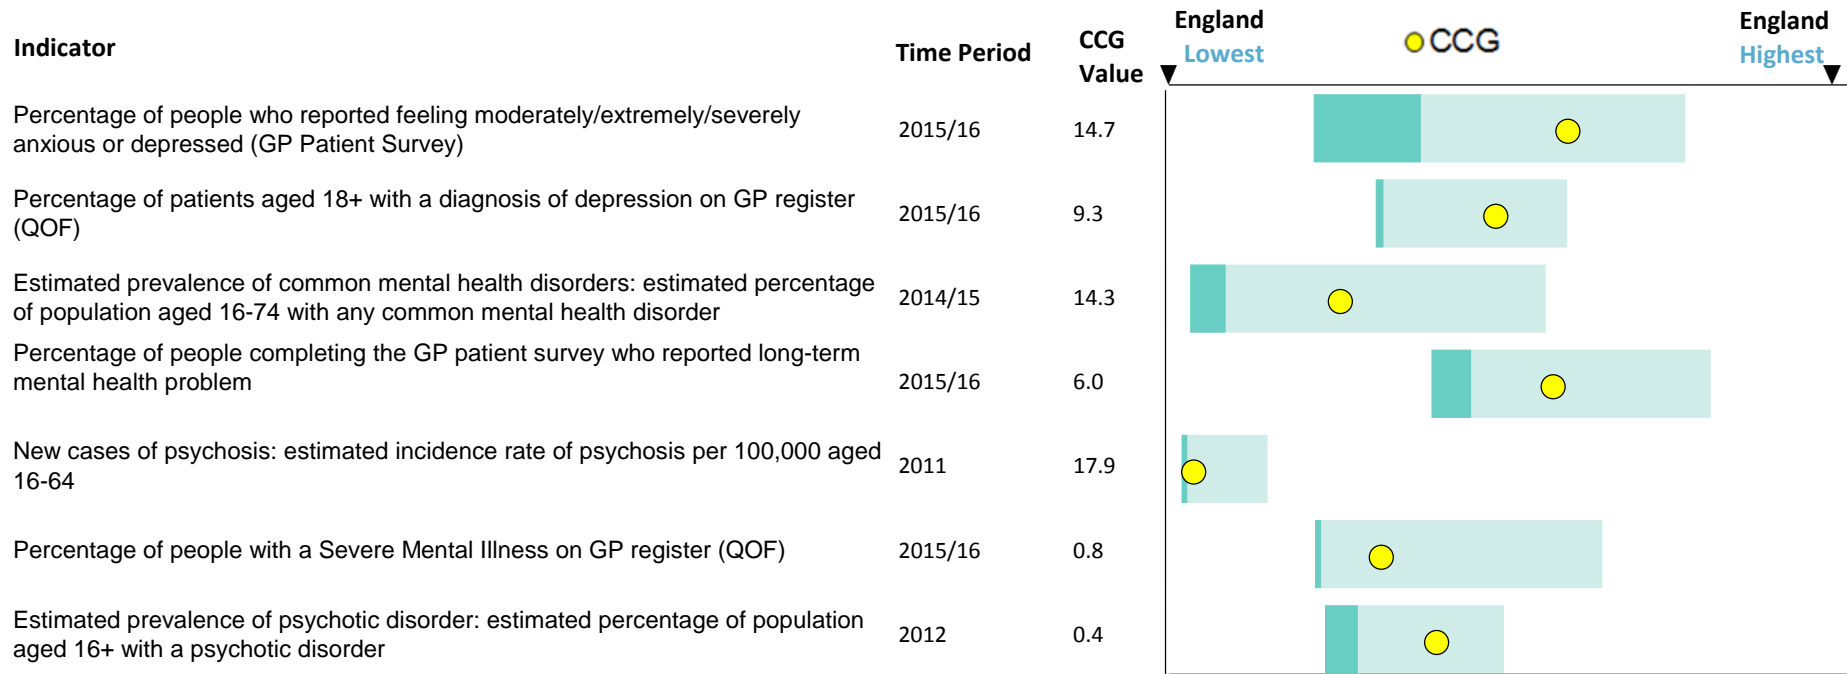 Indicator
Time Period
CCG
Value
England
Lowest
CCG
England
Highest
Percentage of people who reported feeling moderately/extremely/severely
anxious or depressed (GP Patient Survey)
2015/16
14.7
Percentage of patients aged 18+ with a diagnosis of depression on GP register
(QOF)
2015/16
9.3
Estimated prevalence of common mental health disorders: estimated percentage
of population aged 16-74 with any common mental health disorder
2014/15
14.3
Percentage of people completing the GP patient survey who reported long-term
mental health problem
2015/16
6.0
New cases of psychosis: estimated incidence rate of psychosis per 100,000 aged
16-64
2011
17.9
Percentage of people with a Severe Mental Illness on GP register (QOF)
2015/16
0.8
Estimated prevalence of psychotic disorder: estimated percentage of population
aged 16+ with a psychotic disorder
2012
0.4